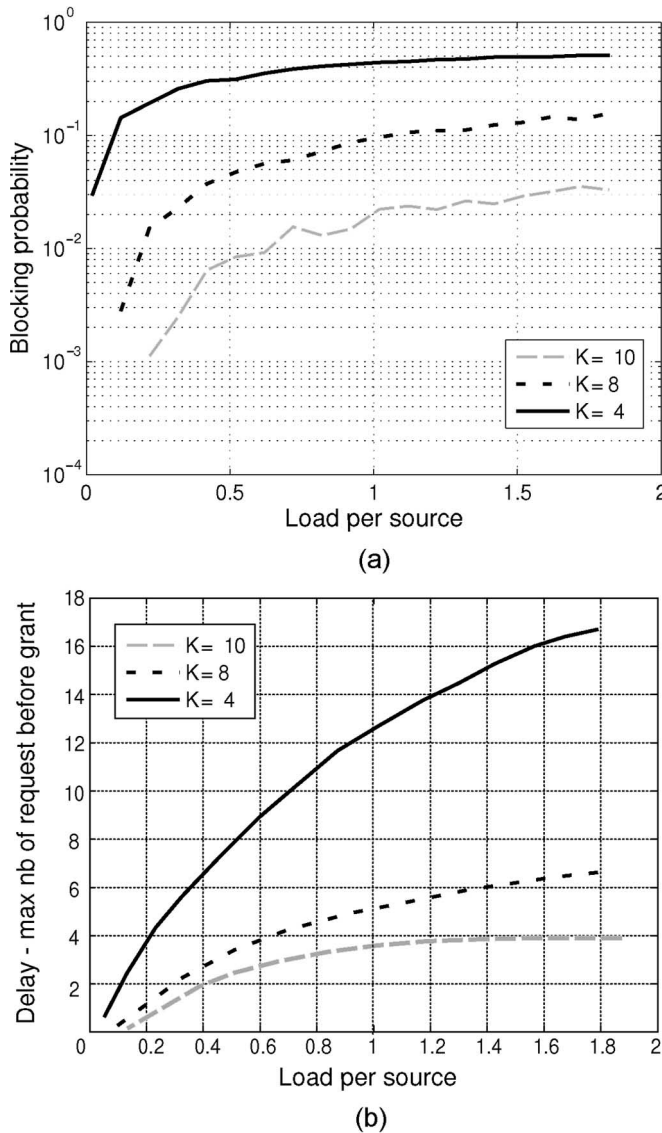 10⁰
10⁻¹
10⁻²
10⁻³
10⁻⁴
Blocking probability
K= 10
K= 8
K= 4
0 0.5 1 1.5 2
Load per source
(a)
18
16
14
12
10
8
6
4
2
0
Delay - max nb of request before grant
K= 10
K= 8
K= 4
0.2 0.4 0.6 0.8 1 1.2 1.4 1.6 1.8 2
Load per source
(b)